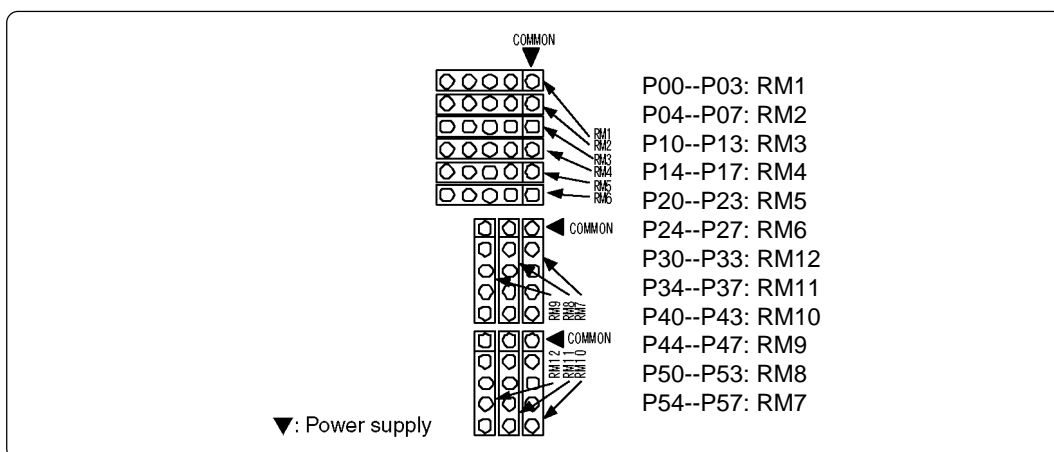 COMMON
P00--P03: RM1
P04--P07: RM2
P10--P13: RM3
P14--P17: RM4
P20--P23: RM5
P24--P27: RM6
P30--P33: RM12
P34--P37: RM11
P40--P43: RM10
P44--P47: RM9
P50--P53: RM8
P54--P57: RM7
RM1
RM2
RM3
RM4
RM5
RM6
COMMON
RM9
RM8
RM7
COMMON
RM12
RM11
RM10
▼: Power supply